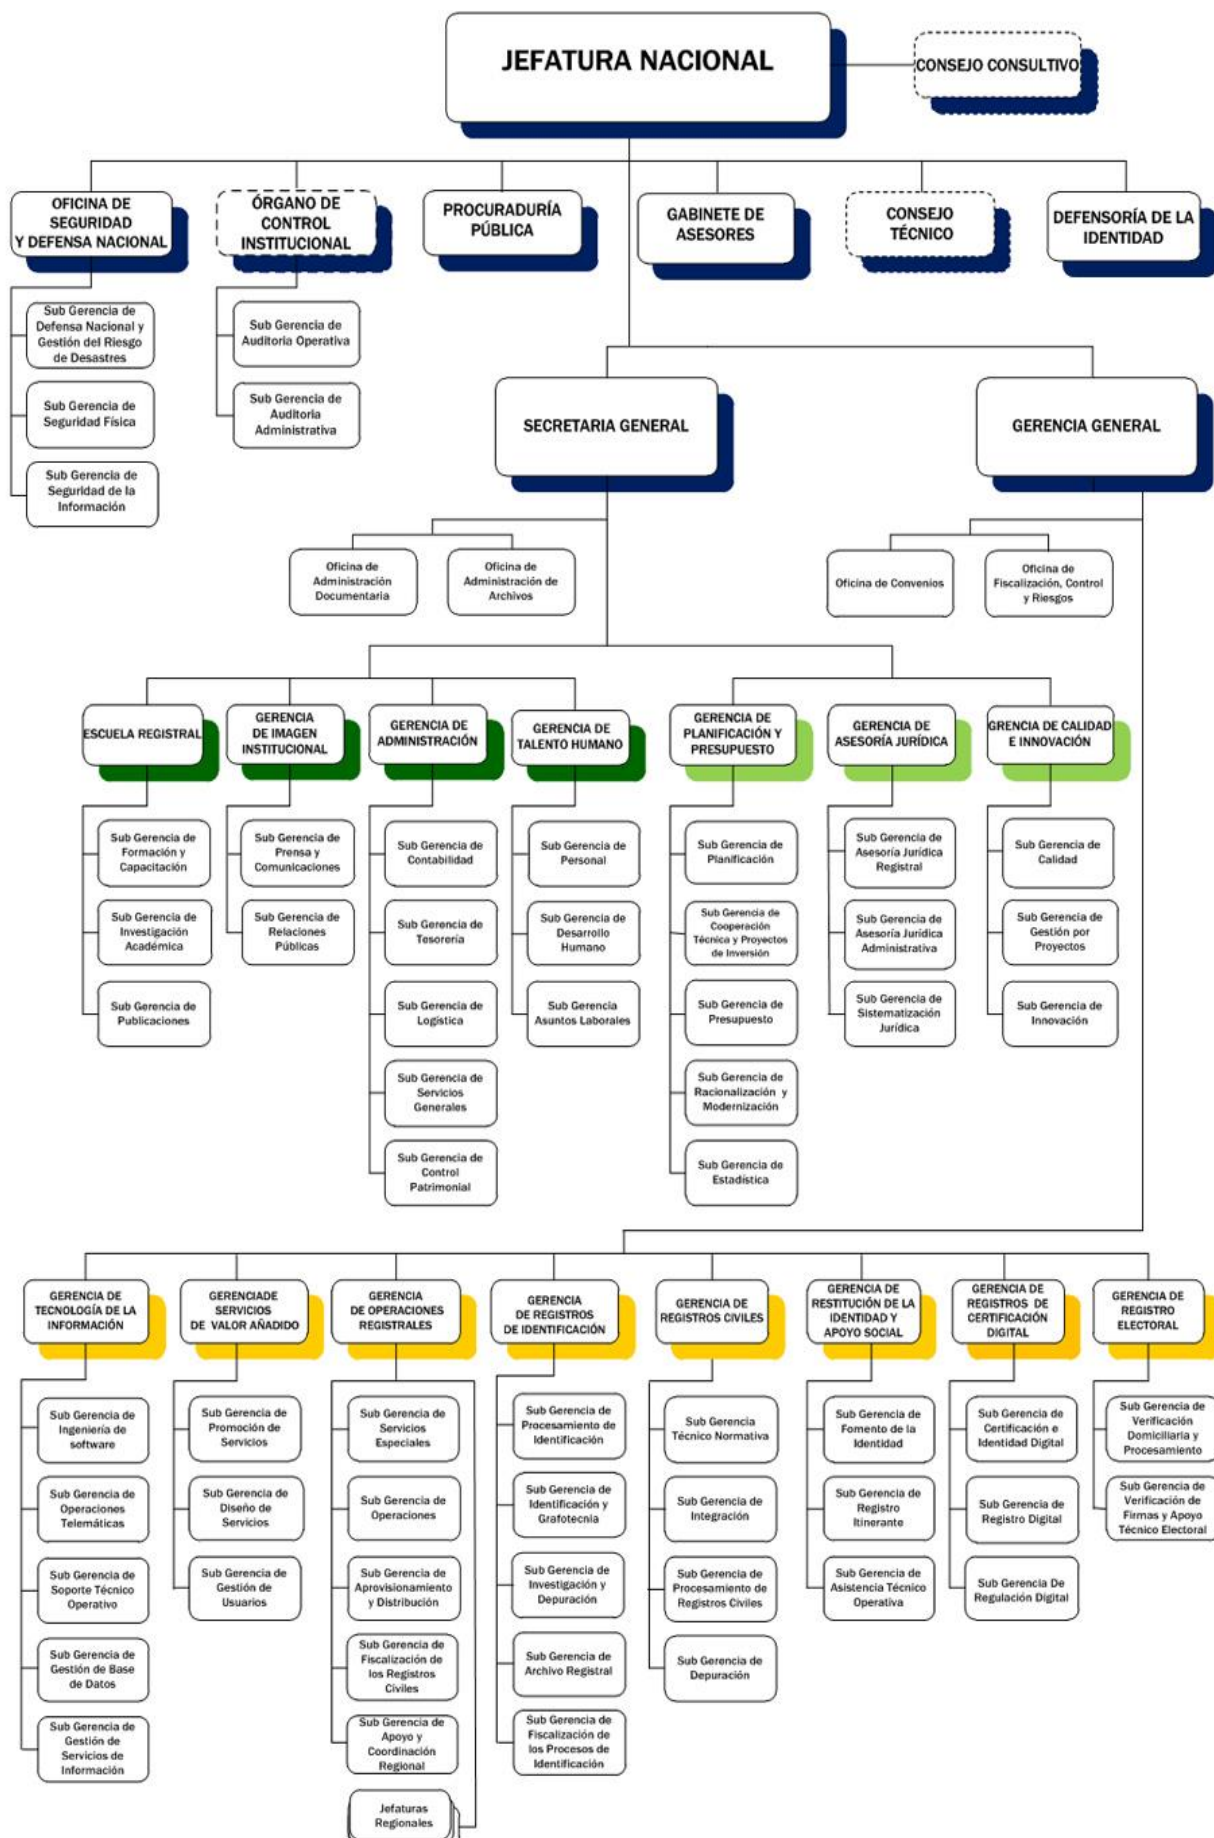 JEFATURA NACIONAL
CONSEJO CONSULTIVO
OFICINA DE
SEGURIDAD
Y DEFENSA NACIONAL
ÓRGANO DE
CONTROL
INSTITUCIONAL
PROCURADURÍA
PÚBLICA
GABINETE DE
ASESORES
CONSEJO
TÉCNICO
DEFENSORÍA DE LA
IDENTIDAD
Sub Gerencia de
Defensa Nacional y
Gestión del Riesgo
de Desastres
Sub Gerencia de
Seguridad Física
Sub Gerencia de
Seguridad de la
Información
Sub Gerencia de
Auditoria Operativa
Sub Gerencia de
Auditoria
Administrativa
SECRETARIA GENERAL
GERENCIA GENERAL
Oficina de
Administración
Documentaria
Oficina de
Administración de
Archivos
Oficina de Convenios
Oficina de
Fiscalización, Control
y Riesgos
ESCUELA REGISTRAL
GERENCIA
DE IMAGEN
INSTITUCIONAL
GERENCIA DE
ADMINISTRACIÓN
GERENCIA DE
TALENTO HUMANO
GERENCIA DE
PLANIFICACIÓN Y
PRESUPUESTO
GERENCIA DE
ASESORÍA JURÍDICA
GRENCIA DE CALIDAD
E INNOVACIÓN
Sub Gerencia de
Formación y
Capacitación
Sub Gerencia de
Investigación
Académica
Sub Gerencia de
Publicaciones
Sub Gerencia de
Prensa y
Comunicaciones
Sub Gerencia de
Relaciones
Públicas
Sub Gerencia de
Contabilidad
Sub Gerencia de
Tesorería
Sub Gerencia de
Logística
Sub Gerencia de
Servicios
Generales
Sub Gerencia de
Control
Patrimonial
Sub Gerencia de
Personal
Sub Gerencia de
Desarrollo
Humano
Sub Gerencia
Asuntos Laborales
Sub Gerencia de
Planificación
Sub Gerencia de
Cooperación
Técnica y Proyectos
de Inversión
Sub Gerencia de
Presupuesto
Sub Gerencia de
Racionalización y
Modernización
Sub Gerencia de
Estadística
Sub Gerencia de
Asesoría Jurídica
Registral
Sub Gerencia de
Asesoría Jurídica
Administrativa
Sub Gerencia de
Sistematización
Jurídica
Sub Gerencia de
Calidad
Sub Gerencia de
Gestión por
Proyectos
Sub Gerencia de
Innovación
GERENCIA DE
TECNOLOGÍA DE LA
INFORMACIÓN
GERENCIADE
SERVICIOS
DE VALOR AÑADIDO
GERENCIA
DE OPERACIONES
REGISTRALES
GERENCIA
DE REGISTROS
DE IDENTIFICACIÓN
GERENCIA DE
REGISTROS CIVILES
GERENCIA DE
RESTITUCIÓN DE LA
IDENTIDAD Y
APOYO SOCIAL
GERENCIA DE
REGISTROS DE
CERTIFICACIÓN
DIGITAL
GERENCIA DE
REGISTRO
ELECTORAL
Sub Gerencia de
Ingeniería de
software
Sub Gerencia de
Operaciones
Telemáticas
Sub Gerencia de
Soporte Técnico
Operativo
Sub Gerencia de
Gestión de Base
de Datos
Sub Gerencia de
Gestión de
Servicios de
Información
Sub Gerencia de
Promoción de
Servicios
Sub Gerencia de
Diseño de
Servicios
Sub Gerencia de
Gestión de
Usuarios
Sub Gerencia de
Servicios
Especiales
Sub Gerencia de
Operaciones
Sub Gerencia de
Aprovisionamiento
y Distribución
Sub Gerencia de
Fiscalización de
los Registros
Civiles
Sub Gerencia de
Apoyo y
Coordinación
Regional
Jefaturas
Regionales
Sub Gerencia de
Procesamiento de
Identificación
Sub Gerencia de
Identificación y
Grafotecnia
Sub Gerencia de
Investigación y
Depuración
Sub Gerencia de
Archivo Registral
Sub Gerencia de
Fiscalización de
los Procesos de
Identificación
Sub Gerencia
Técnico Normativa
Sub Gerencia de
Integración
Sub Gerencia de
Procesamiento de
Registros Civiles
Sub Gerencia de
Depuración
Sub Gerencia de
Fomento de la
Identidad
Sub Gerencia de
Registro
Itinerante
Sub Gerencia de
Asistencia Técnico
Operativa
Sub Gerencia de
Certificación e
Identidad Digital
Sub Gerencia de
Registro Digital
Sub Gerencia De
Regulación Digital
Sub Gerencia de
Verificación
Domiciliaria y
Procesamiento
Sub Gerencia de
Verificación de
Firmas y Apoyo
Técnico Electoral